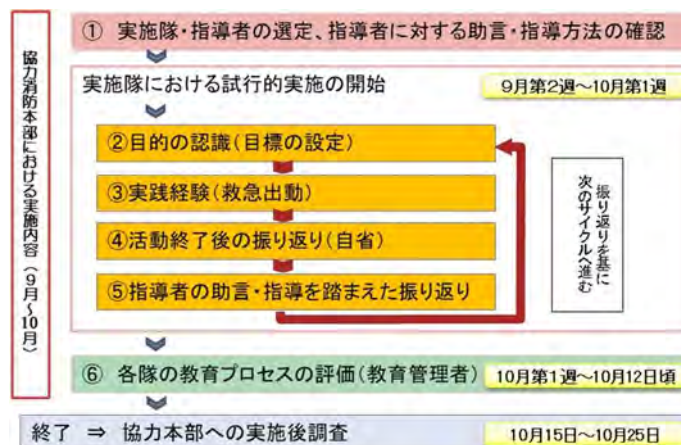 協力消防本部における実施内容（9月～10月）
① 実施隊・指導者の選定、指導者に対する助言・指導方法の確認
実施隊における試行的実施の開始
9月第2週～10月第1週
②目的の認識（目標の設定）
③実践経験（救急出動）
④活動終了後の振り返り（自省）
⑤指導者の助言・指導を踏まえた振り返り
振り返りを基に
次のサイクルへ進む
⑥ 各隊の教育プロセスの評価（教育管理者）
10月第1週～10月12日頃
終了 ⇒ 協力本部への実施後調査
10月15日～10月25日